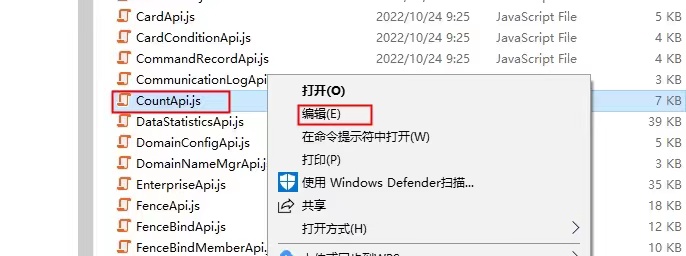 CardApi.js 2022/10/24 9:25 JavaScript File 5 KB
CardConditionApi.js 2022/10/24 9:25 JavaScript File 4 KB
CommandRecordApi.js 2022/10/24 9:25 JavaScript File 4 KB
CommunicationLogApi 3 KB
CountApi.js 7 KB
DataStatisticsApi.js 39 KB
DomainConfigApi.js 5 KB
DomainNameMgrApi.js 3 KB
EnterpriseApi.js 35 KB
FenceApi.js 18 KB
FenceBindApi.js 12 KB
FenceBindMemberApi.js 10 KB
打开(O)
编辑(E)
在命令提示符中打开(W)
打印(P)
使用 Windows Defender扫描...
共享
打开方式(H)